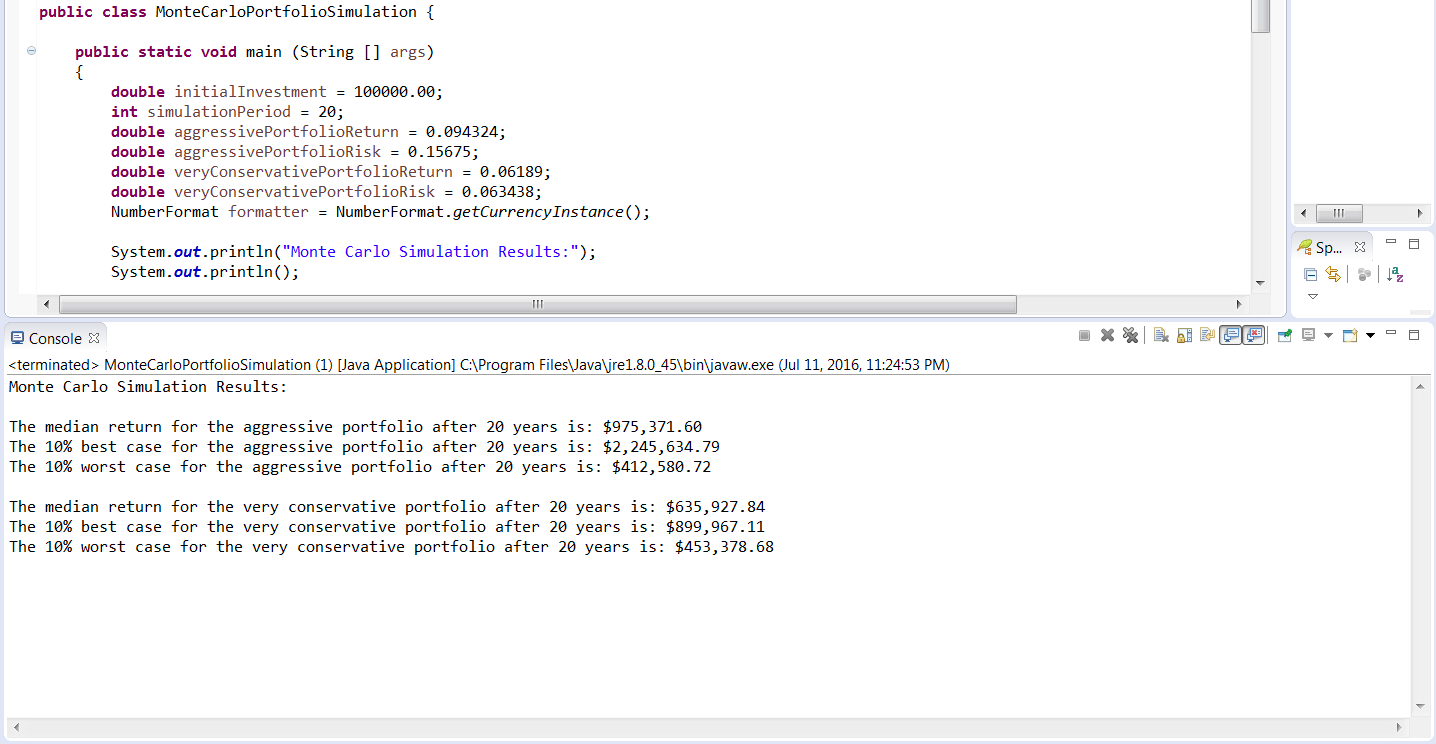 public class MonteCarloPortfolioSimulation {
public static void main (String [] args)
{
double initialInvestment = 100000.00;
int simulationPeriod = 20;
double aggressivePortfolioReturn = 0.094324;
double aggressivePortfolioRisk = 0.15675;
double veryConservativePortfolioReturn = 0.06189;
double veryConservativePortfolioRisk = 0.063438;
NumberFormat formatter = NumberFormat.getCurrencyInstance();
System.out.println("Monte Carlo Simulation Results:");
System.out.println();
Sp...
Console
<terminated> MonteCarloPortfolioSimulation (1) [Java Application] C:\Program Files\Java\jre1.8.0_45\bin\javaw.exe (Jul 11, 2016, 11:24:53 PM)
Monte Carlo Simulation Results:
The median return for the aggressive portfolio after 20 years is: $975,371.60
The 10% best case for the aggressive portfolio after 20 years is: $2,245,634.79
The 10% worst case for the aggressive portfolio after 20 years is: $412,580.72
The median return for the very conservative portfolio after 20 years is: $635,927.84
The 10% best case for the very conservative portfolio after 20 years is: $899,967.11
The 10% worst case for the very conservative portfolio after 20 years is: $453,378.68